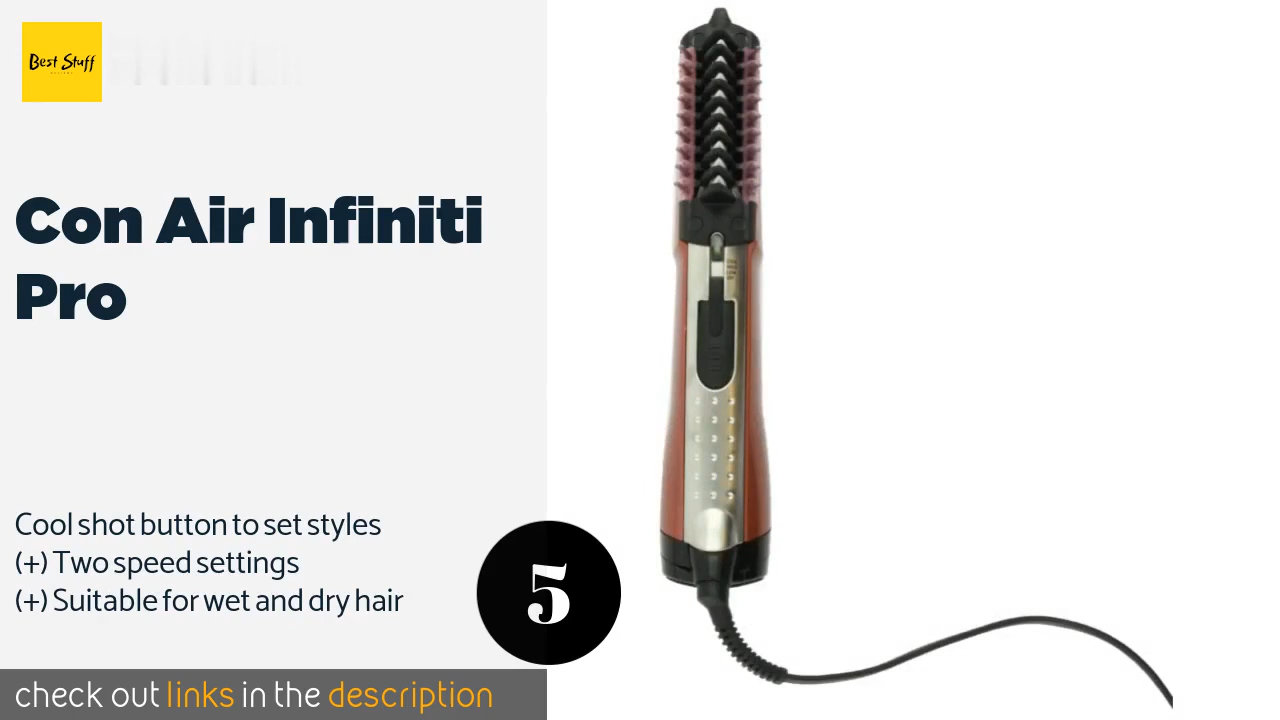 Best Stuff
Con Air Infiniti
Pro
Cool shot button to set styles
(+) Two speed settings
(+) Suitable for wet and dry hair
5
check out links in the description